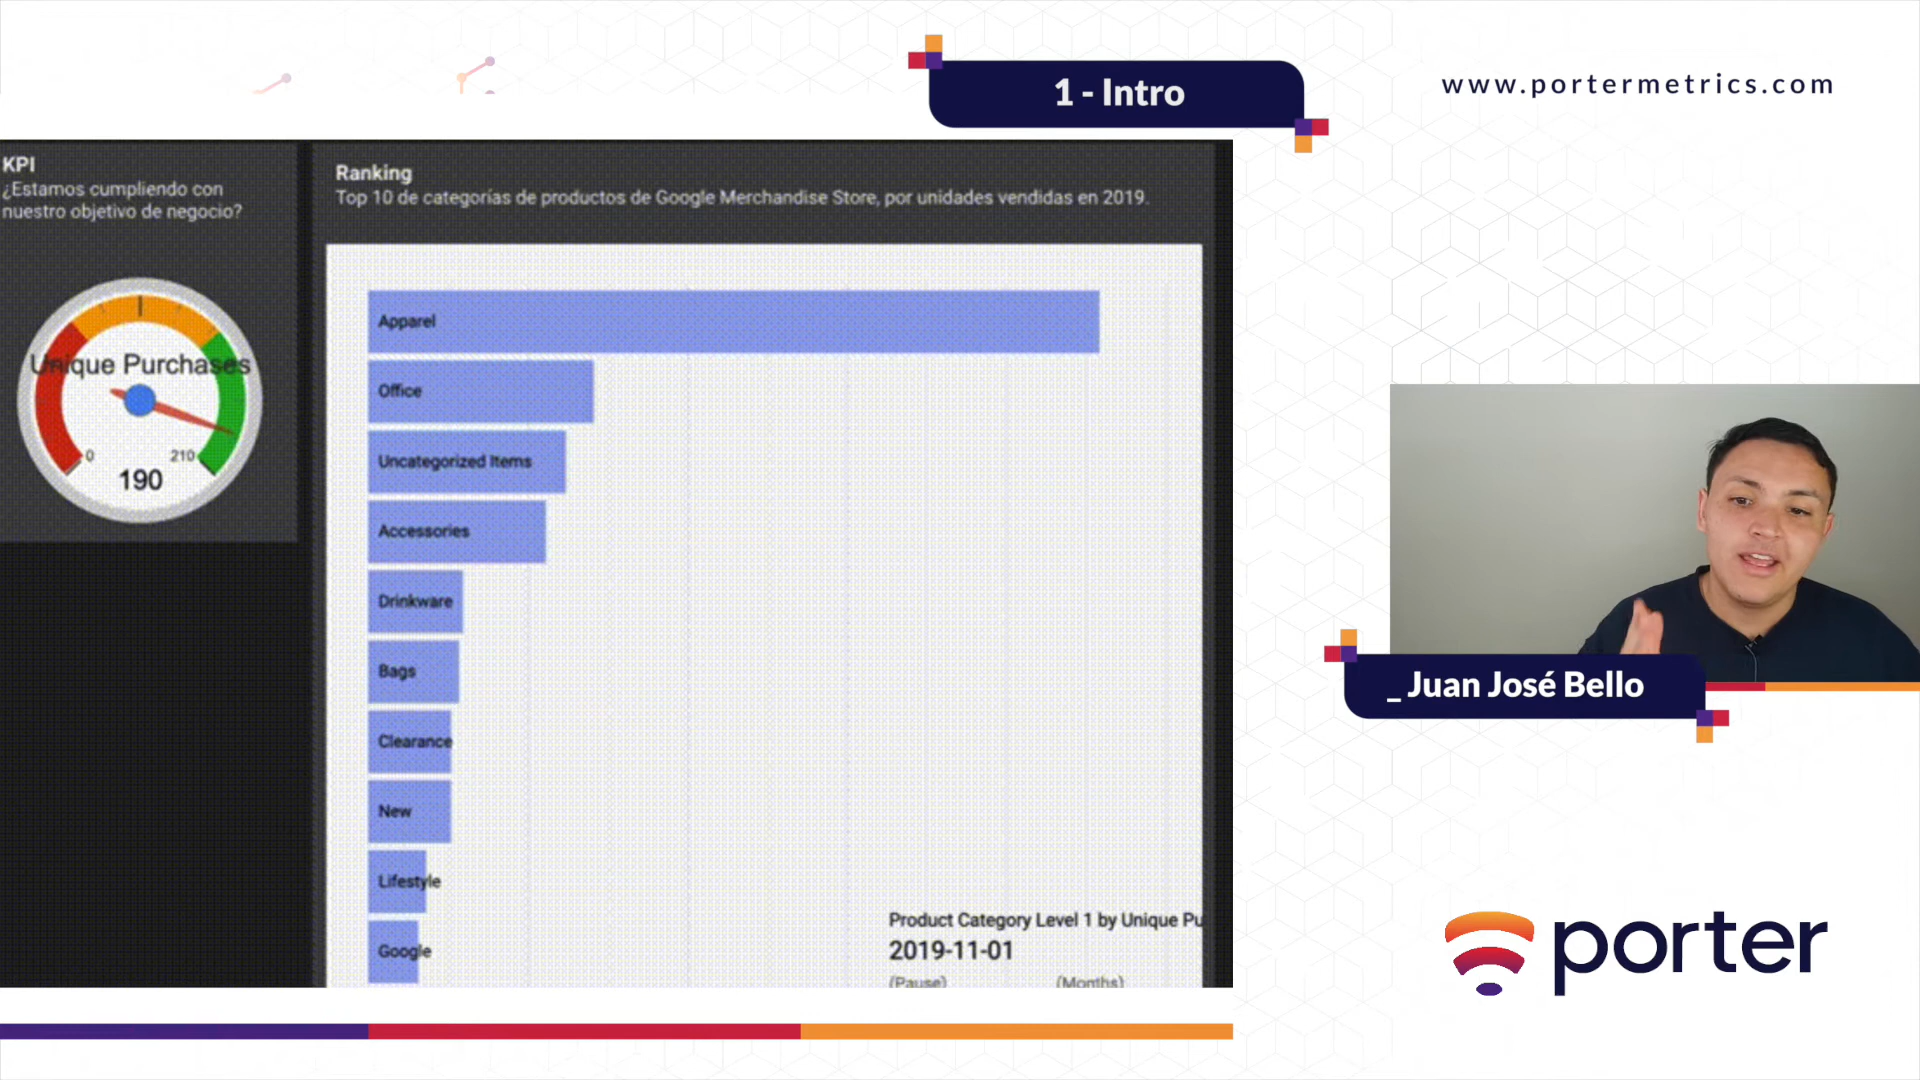 1 - Intro
www.portermetrics.com
KPI
¿Estamos cumpliendo con
nuestro objetivo de negocio?
Unique Purchases
0
210
190
Ranking
Top 10 de categorías de productos de Google Merchandise Store, por unidades vendidas en 2019.
Apparel
Office
Uncategorized Items
Accessories
Drinkware
Bags
Clearance
New
Lifestyle
Google
Product Category Level 1 by Unique Pu
2019-11-01
(Pause) (Months)
_ Juan José Bello
porter